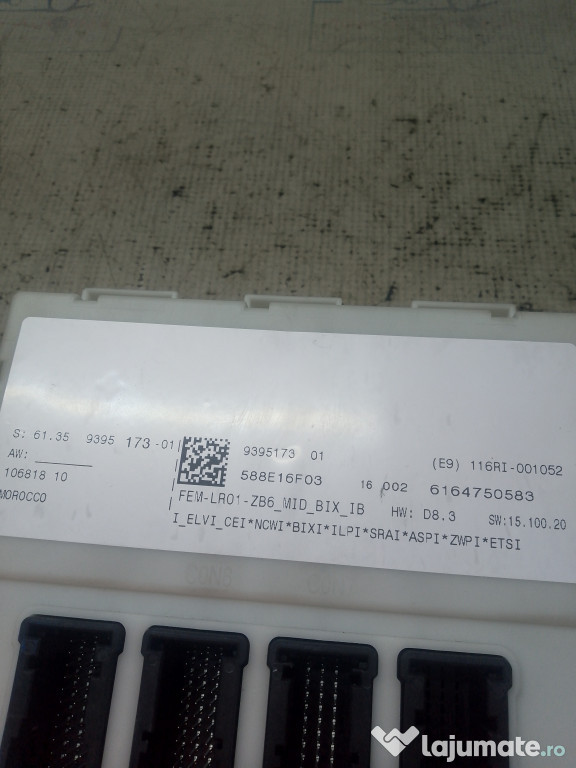 S: 61.35 9395 173-01
9395173 01
(E9) 116RI-001052
AW:
588E16F03
16 002 6164750583
106818 10
FEM-LR01-ZB6_MID_BIX_IB
HW: D8.3
SW:15.100.20
MOROCCO
I_ELVI_CEI*NCWI*BIXI*ILPI*SRAI*ASPI*ZWPI*ETSI
lajumate.ro